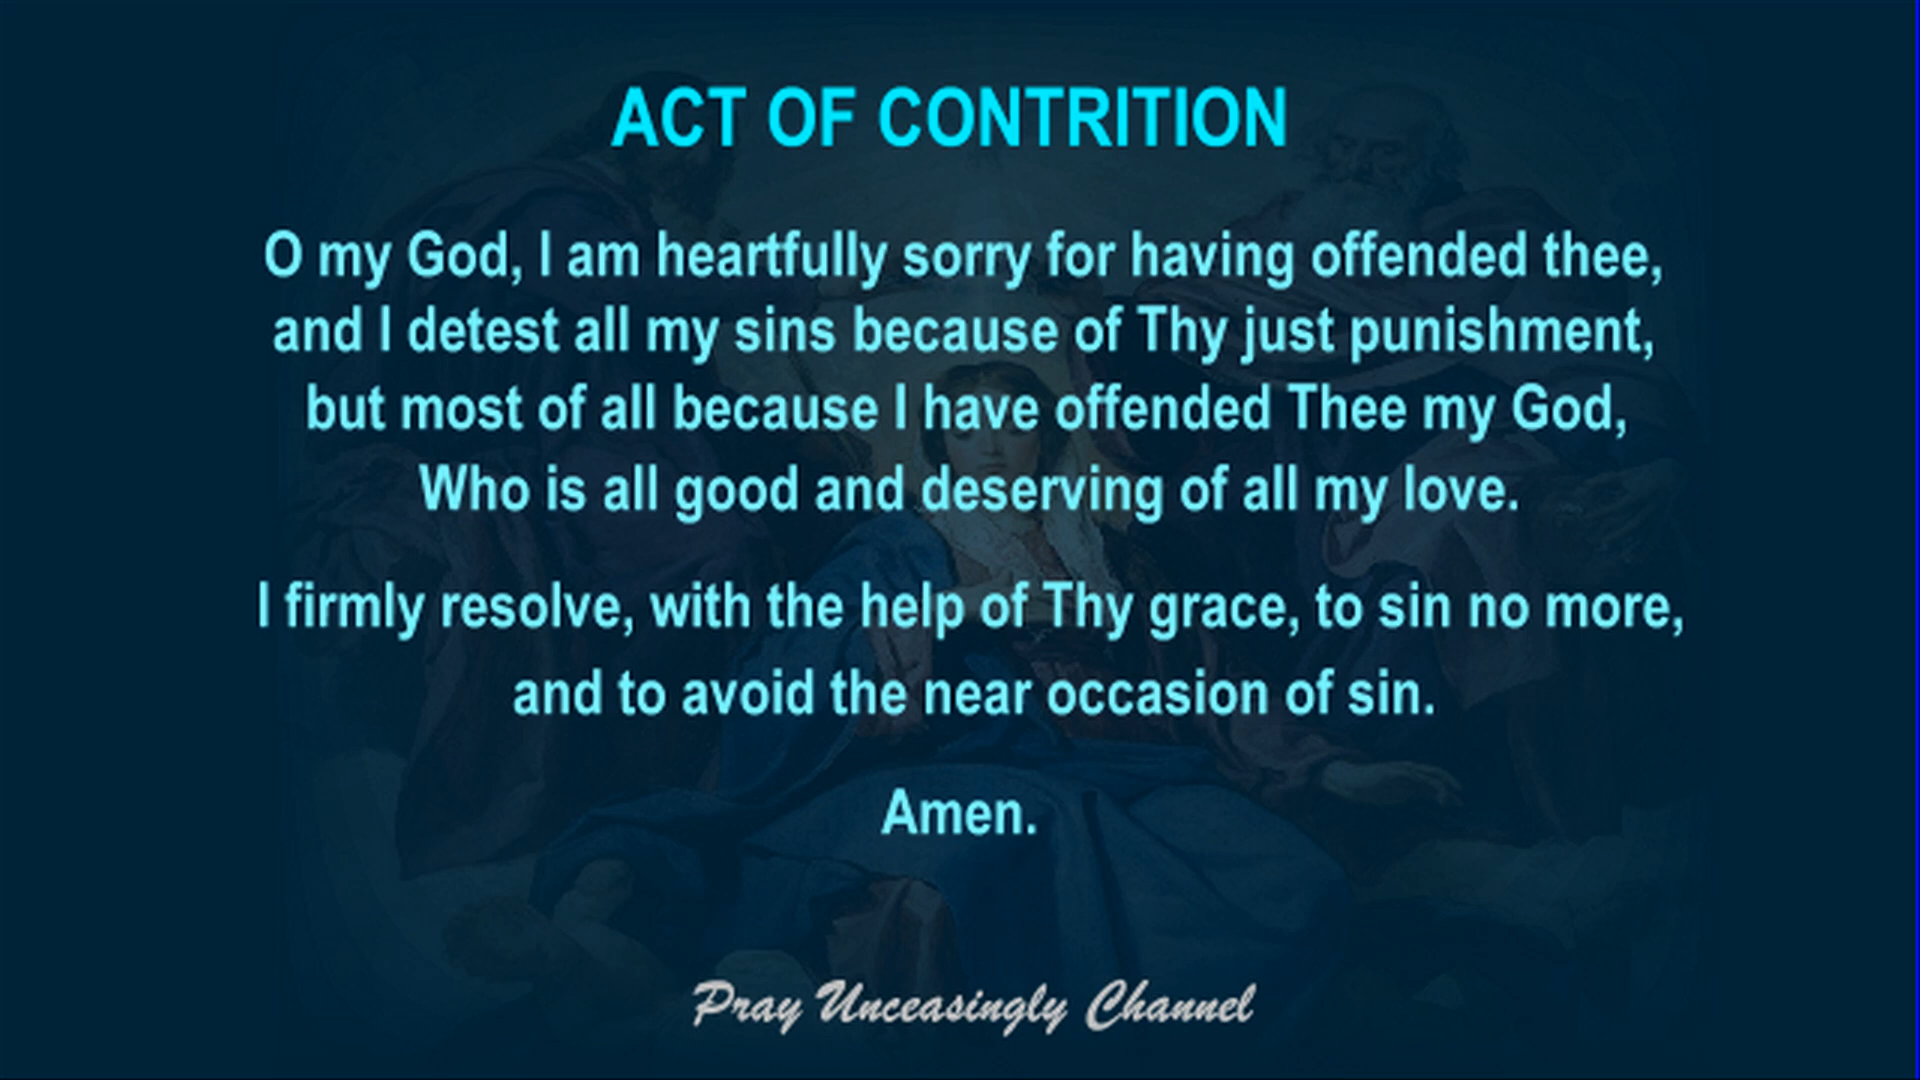 ACT OF CONTRITION
O my God, I am heartfully sorry for having offended thee,
and I detest all my sins because of Thy just punishment,
but most of all because I have offended Thee my God,
Who is all good and deserving of all my love.
I firmly resolve, with the help of Thy grace, to sin no more,
and to avoid the near occasion of sin.
Amen.
Pray Unceasingly Channel